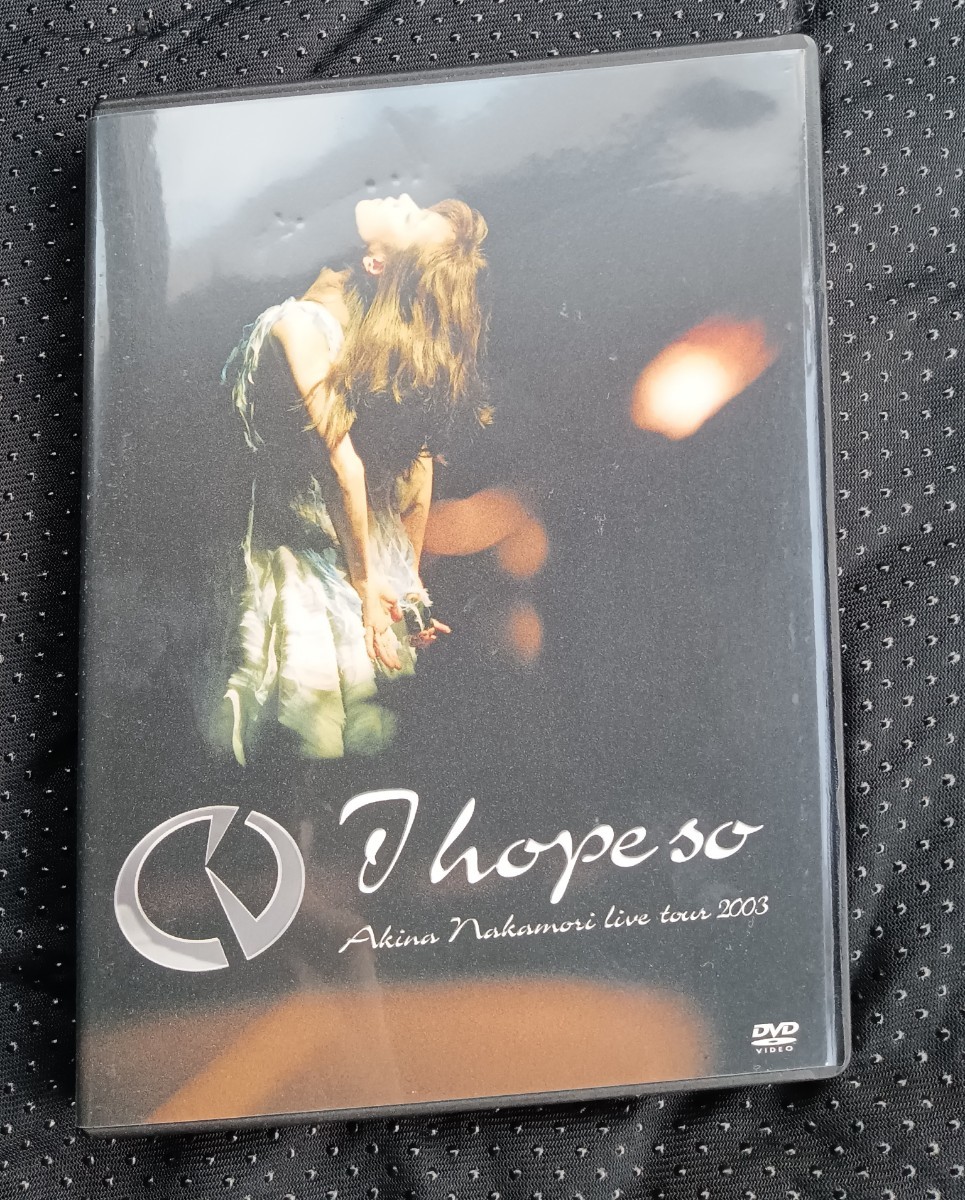 I hope so
Akina Nakamori live tour 2003
DVD
VIDEO